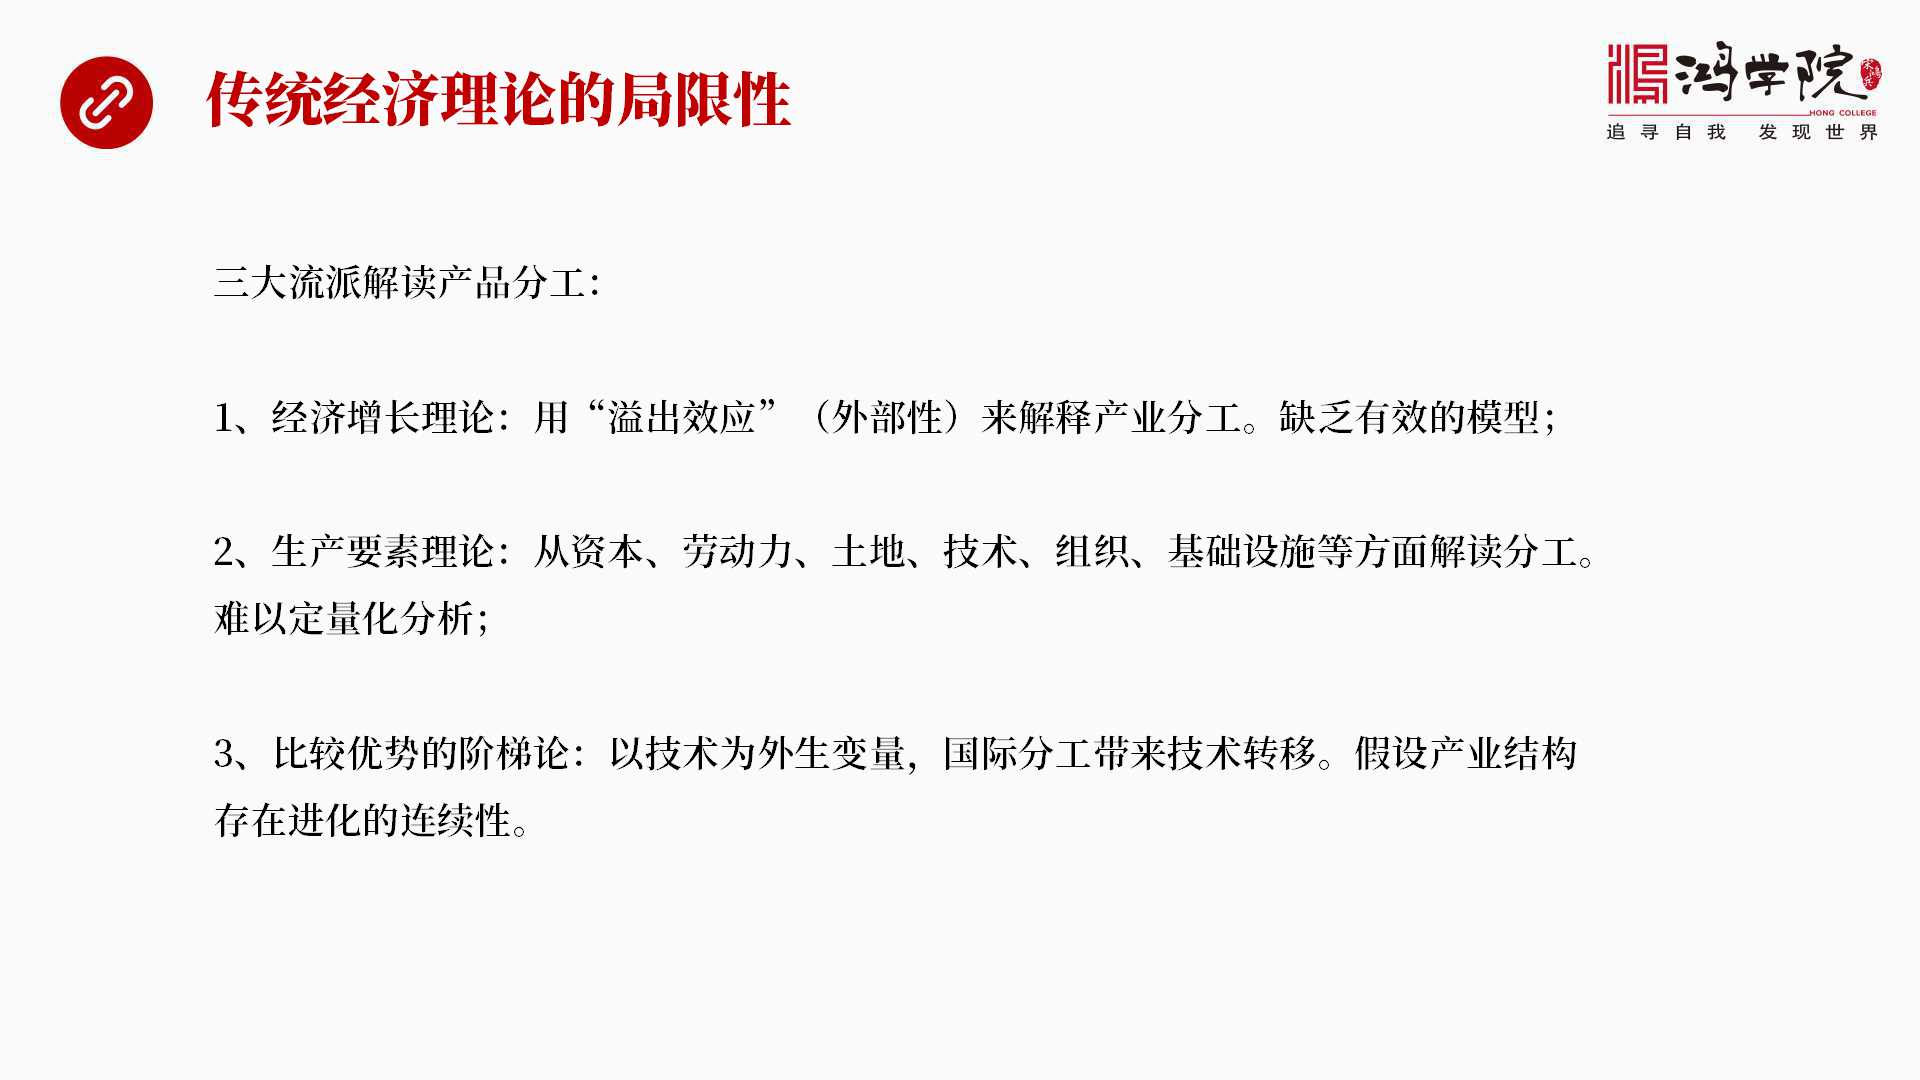 传统经济理论的局限性
鸿学院
宋鸿兵
HONG COLLEGE
追寻自我 发现世界
三大流派解读产品分工：
1、经济增长理论：用“溢出效应”（外部性）来解释产业分工。缺乏有效的模型；
2、生产要素理论：从资本、劳动力、土地、技术、组织、基础设施等方面解读分工。
难以定量化分析；
3、比较优势的阶梯论：以技术为外生变量，国际分工带来技术转移。假设产业结构
存在进化的连续性。